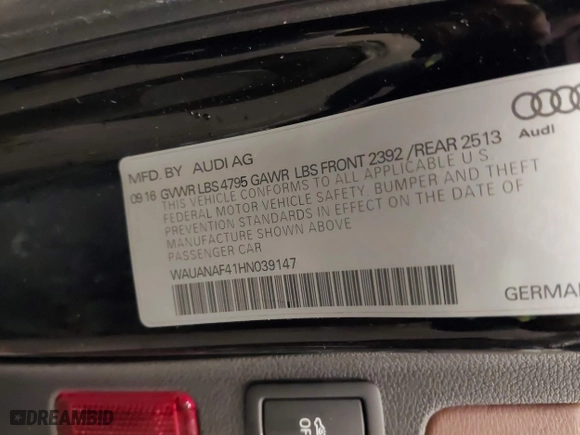 Audi
MFD. BY AUDI AG
09 16 GVWR LBS 4795 GAWR LBS FRONT 2392 / REAR 2513
THIS VEHICLE CONFORMS TO ALL APPLICABLE U.S.
FEDERAL MOTOR VEHICLE SAFETY, BUMPER AND THEFT
PREVENTION STANDARDS IN EFFECT ON THE DATE OF
MANUFACTURE SHOWN ABOVE
PASSENGER CAR
WAUANAF41HN039147
GERMAN
OF
DREAMBID